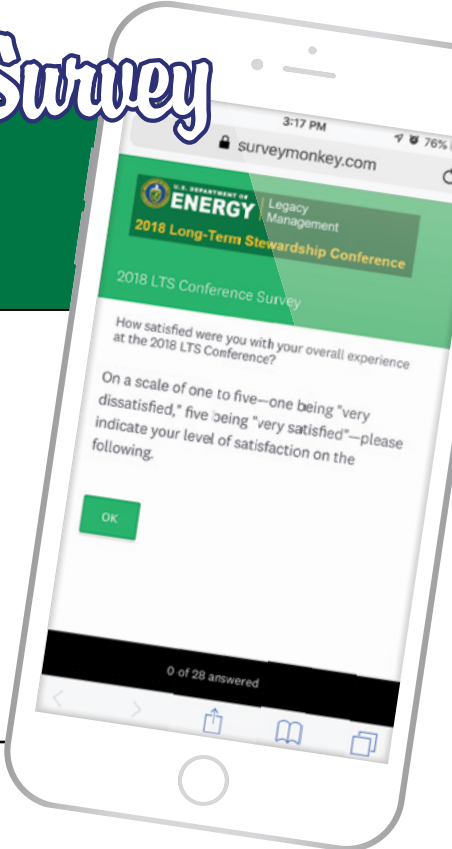 Survey
3:17 PM
76%
surveymonkey.com
U.S. DEPARTMENT OF
ENERGY
Legacy
Management
2018 Long-Term Stewardship Conference
2018 LTS Conference Survey
How satisfied were you with your overall experience
at the 2018 LTS Conference?
On a scale of one to five—one being "very
dissatisfied," five being "very satisfied"—please
indicate your level of satisfaction on the
following.
OK
0 of 28 answered